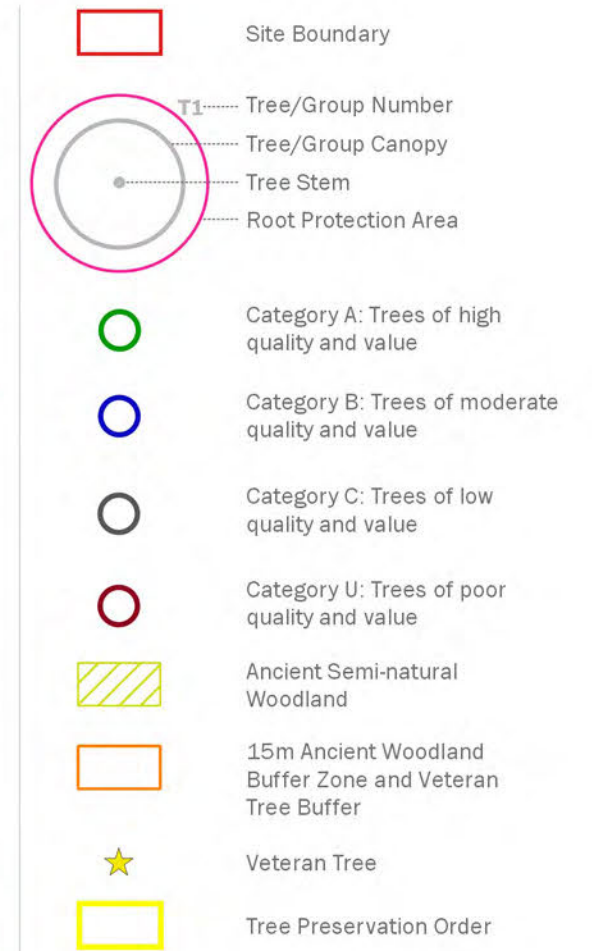 Site Boundary
T1
Tree/Group Number
Tree/Group Canopy
Tree Stem
Root Protection Area
Category A: Trees of high
quality and value
Category B: Trees of moderate
quality and value
Category C: Trees of low
quality and value
Category U: Trees of poor
quality and value
Ancient Semi-natural
Woodland
15m Ancient Woodland
Buffer Zone and Veteran
Tree Buffer
Veteran Tree
Tree Preservation Order